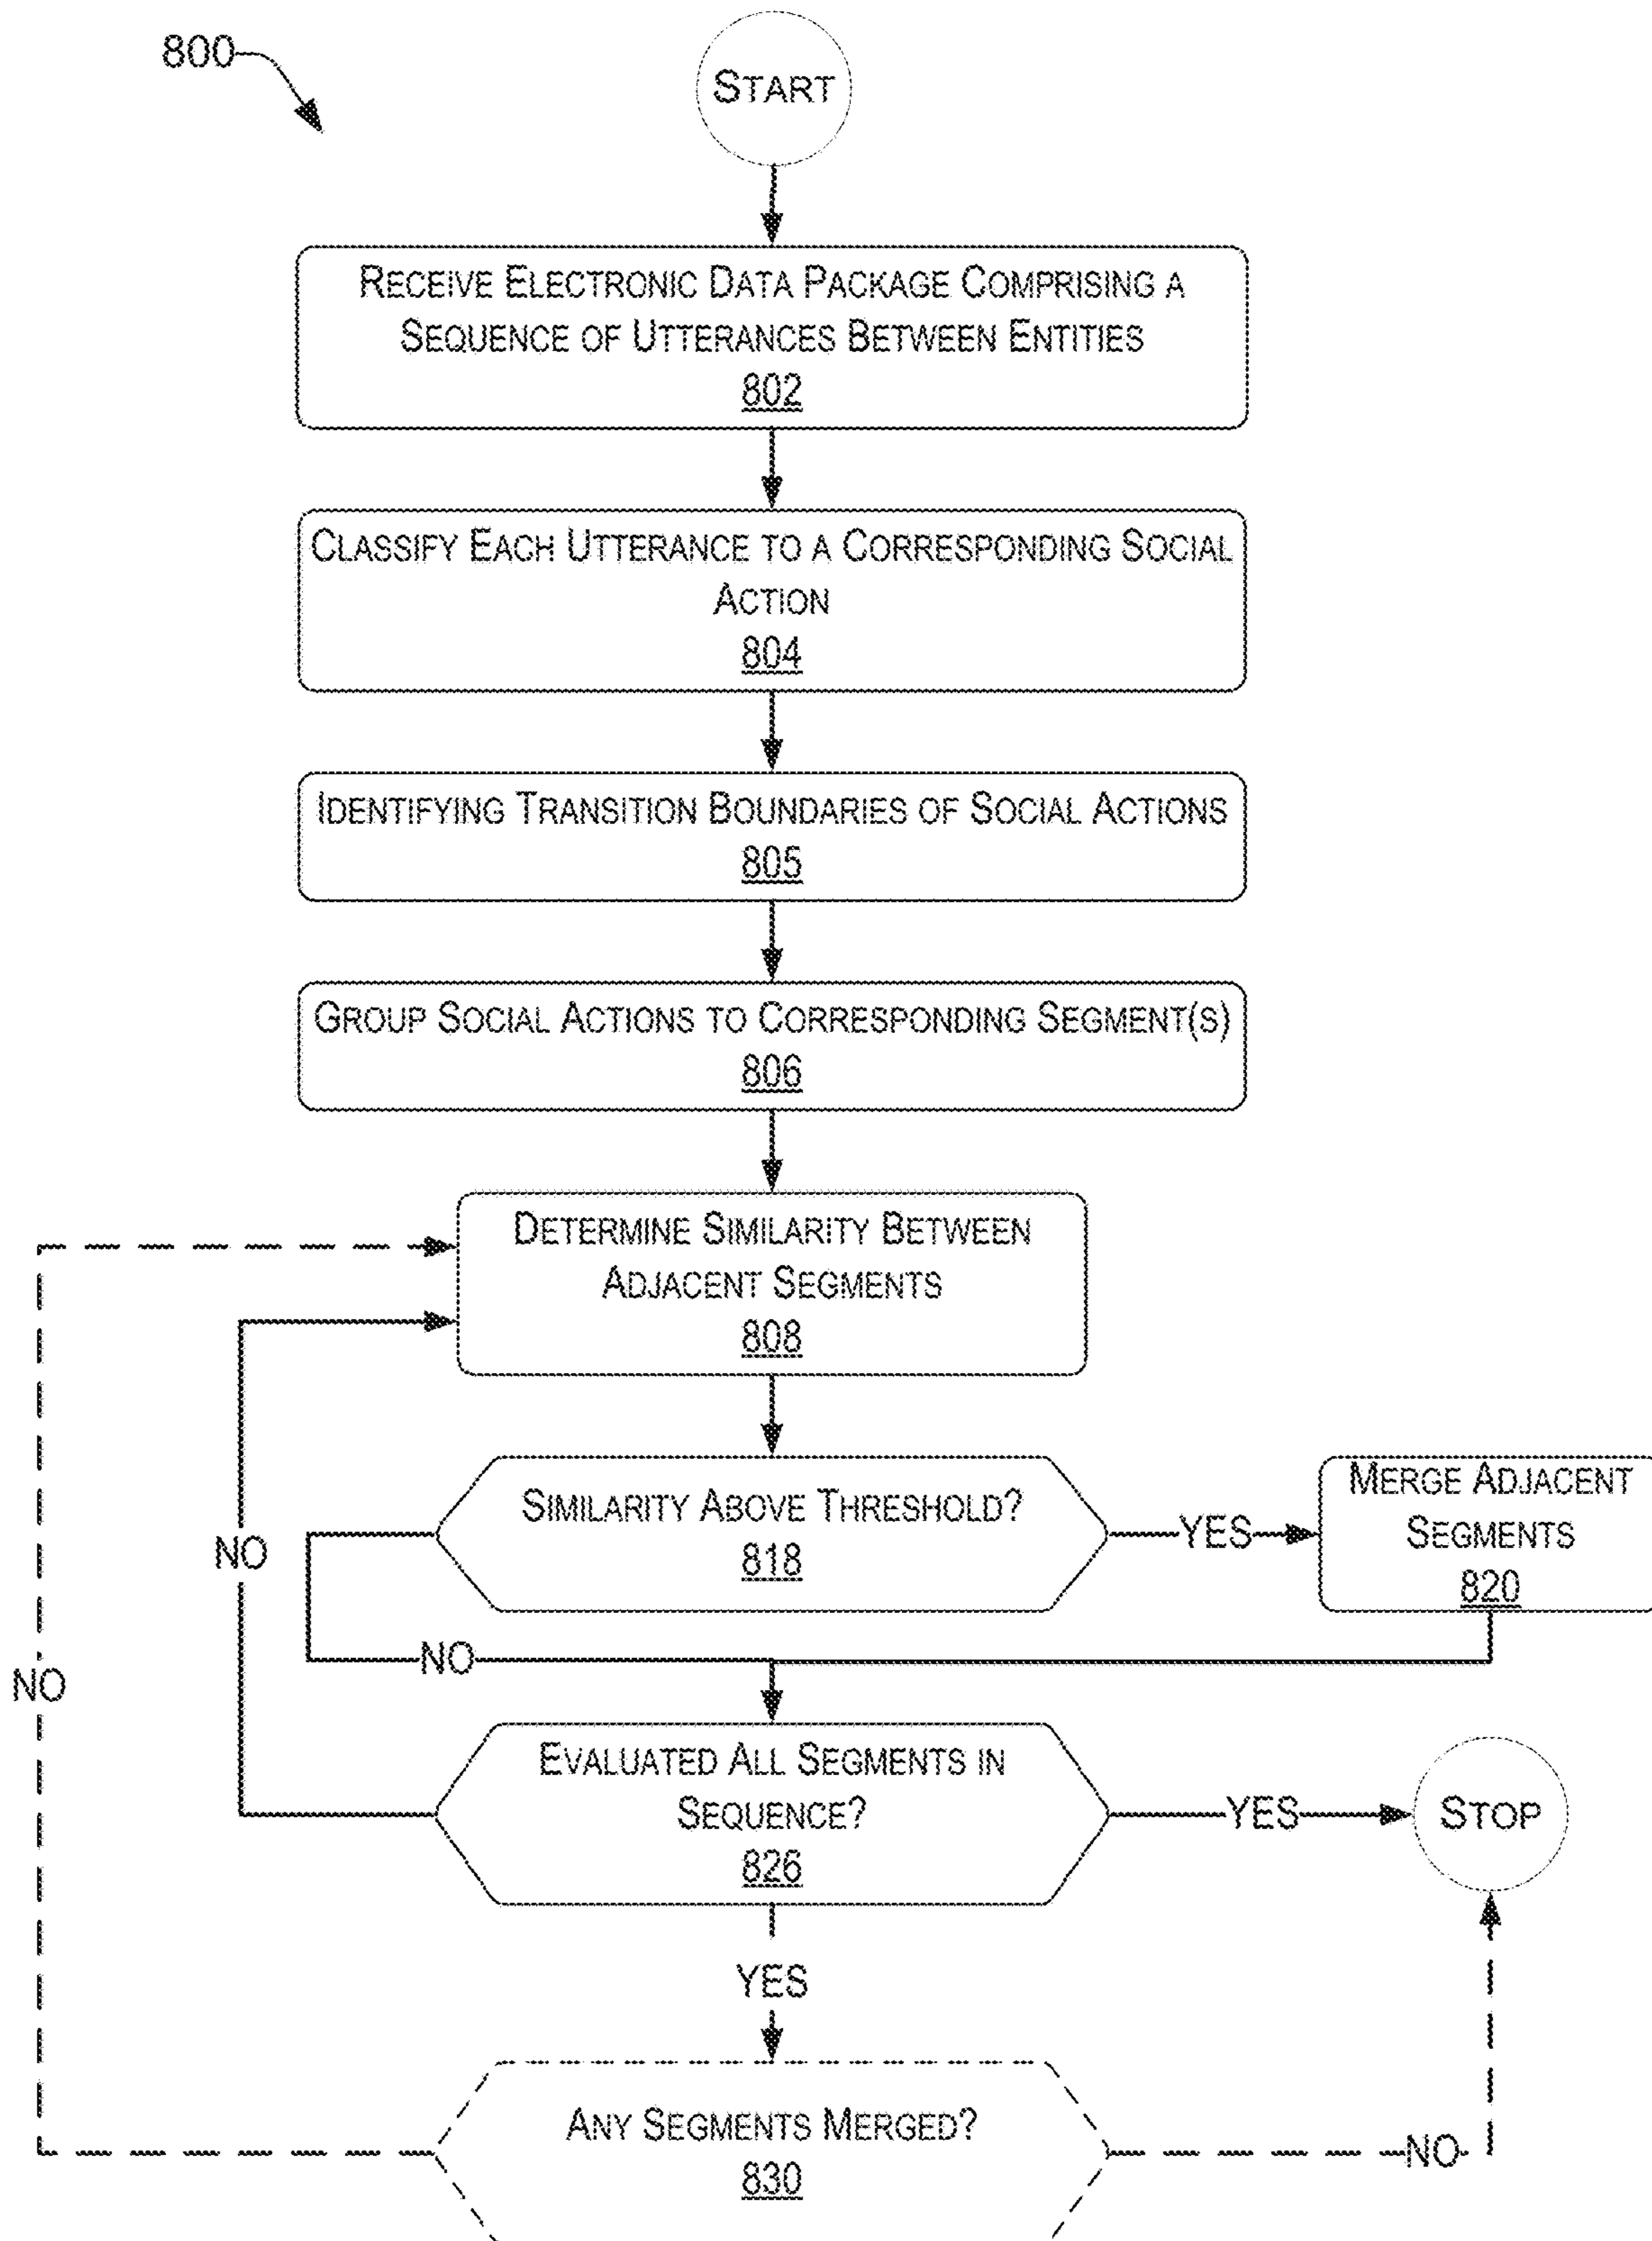 800
START
RECEIVE ELECTRONIC DATA PACKAGE COMPRISING A
SEQUENCE OF UTTERANCES BETWEEN ENTITIES
802
CLASSIFY EACH UTTERANCE TO A CORRESPONDING SOCIAL
ACTION
804
IDENTIFYING TRANSITION BOUNDARIES OF SOCIAL ACTIONS
805
GROUP SOCIAL ACTIONS TO CORRESPONDING SEGMENT(S)
806
DETERMINE SIMILARITY BETWEEN
ADJACENT SEGMENTS
808
SIMILARITY ABOVE THRESHOLD?
818
YES
MERGE ADJACENT
SEGMENTS
820
NO
NO
NO
EVALUATED ALL SEGMENTS IN
SEQUENCE?
826
YES
STOP
YES
ANY SEGMENTS MERGED?
830
NO